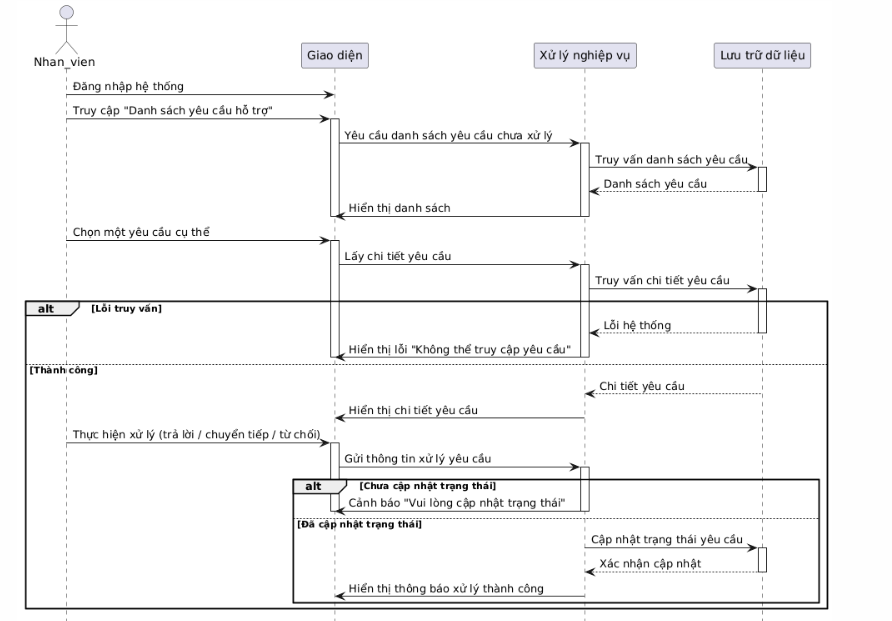 Nhan_vien
Giao diện
Xử lý nghiệp vụ
Lưu trữ dữ liệu
Đăng nhập hệ thống
Truy cập "Danh sách yêu cầu hỗ trợ"
Yêu cầu danh sách yêu cầu chưa xử lý
Truy vấn danh sách yêu cầu
Danh sách yêu cầu
Hiển thị danh sách
Chọn một yêu cầu cụ thể
Lấy chi tiết yêu cầu
Truy vấn chi tiết yêu cầu
alt [Lỗi truy vấn]
Lỗi hệ thống
Hiển thị lỗi "Không thể truy cập yêu cầu"
[Thành công]
Chi tiết yêu cầu
Hiển thị chi tiết yêu cầu
Thực hiện xử lý (trả lời / chuyển tiếp / từ chối)
Gửi thông tin xử lý yêu cầu
alt [Chưa cập nhật trạng thái]
Cảnh báo "Vui lòng cập nhật trạng thái"
[Đã cập nhật trạng thái]
Cập nhật trạng thái yêu cầu
Xác nhận cập nhật
Hiển thị thông báo xử lý thành công